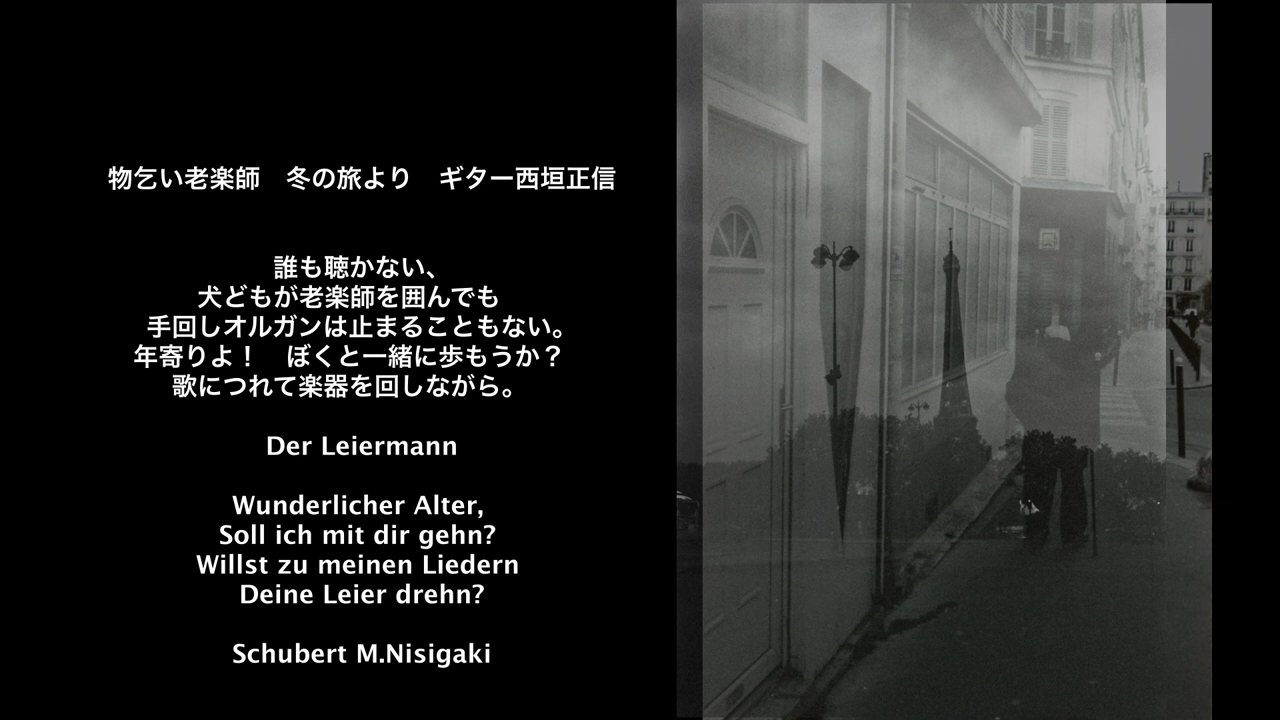 物乞い老楽師　冬の旅より　ギター西垣正信
誰も聴かない、
犬どもが老楽師を囲んでも
手回しオルガンは止まることもない。
年寄りよ！　ぼくと一緒に歩もうか？
歌につれて楽器を回しながら。
Der Leiermann
Wunderlicher Alter,
Soll ich mit dir gehn?
Willst zu meinen Liedern
Deine Leier drehn?
Schubert M.Nisigaki